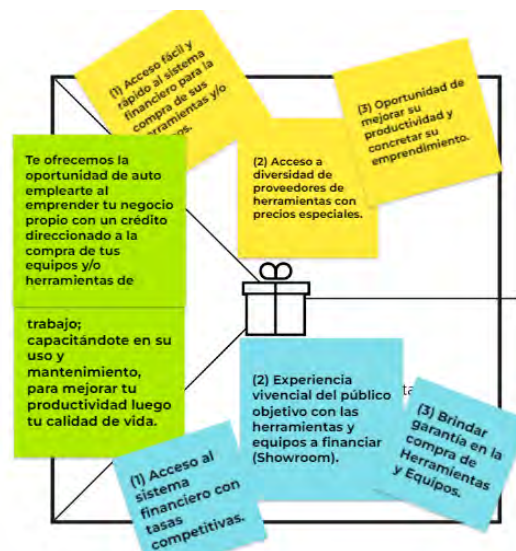 (1) Acceso fácil y
rápido al sistema
financiero para la
compra de sus
herramientas y/o
(2) Acceso a
diversidad de
proveedores de
herramientas con
precios especiales.
(3) Oportunidad de
mejorar su
productividad y
concretar su
emprendimiento.
Te ofrecemos la
oportunidad de auto
emplearte al
emprender tu negocio
propio con un crédito
direccionado a la
compra de tus
equipos y/o
herramientas de
trabajo;
capacitándote en su
uso y
mantenimiento,
para mejorar tu
productividad luego
tu calidad de vida.
(1) Acceso al
sistema
financiero con
tasas
competitivas.
(2) Experiencia
vivencial del público
objetivo con las
herramientas y
equipos a financiar
(Showroom).
(3) Brindar
garantía en la
compra de
Herramientas
y Equipos.